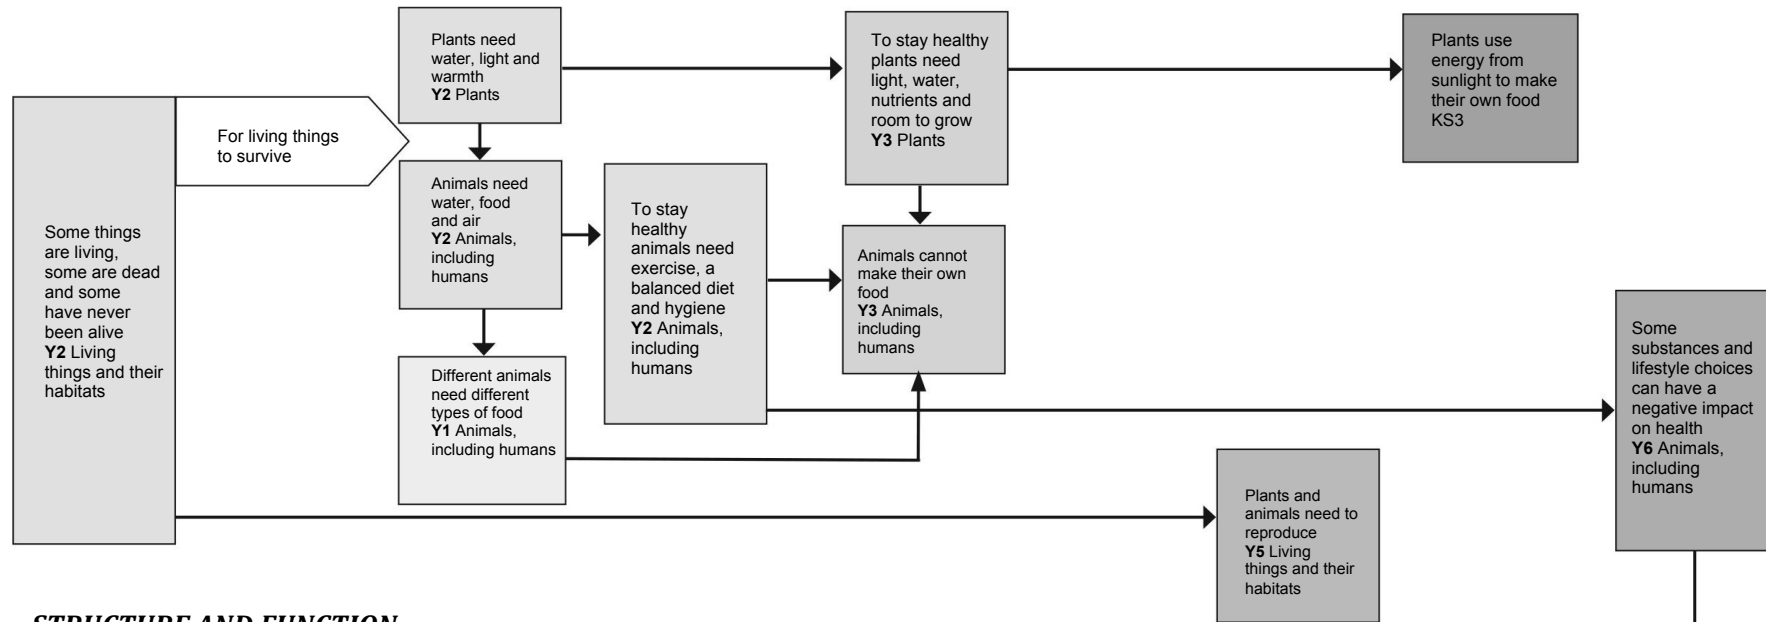 Some things
are living,
some are dead
and some
have never
been alive
Y2 Living
things and their
habitats
For living things
to survive
Plants need
water, light and
warmth
Y2 Plants
Animals need
water, food
and air
Y2 Animals,
including
humans
Different animals
need different
types of food
Y1 Animals,
including humans
To stay
healthy
animals need
exercise, a
balanced diet
and hygiene
Y2 Animals,
including
humans
To stay healthy
plants need
light, water,
nutrients and
room to grow
Y3 Plants
Animals cannot
make their own
food
Y3 Animals,
including
humans
Plants and
animals need to
reproduce
Y5 Living
things and their
habitats
Plants use
energy from
sunlight to make
their own food
KS3
Some
substances and
lifestyle choices
can have a
negative impact
on health
Y6 Animals,
including
humans
STRUCTURE AND FUNCTION